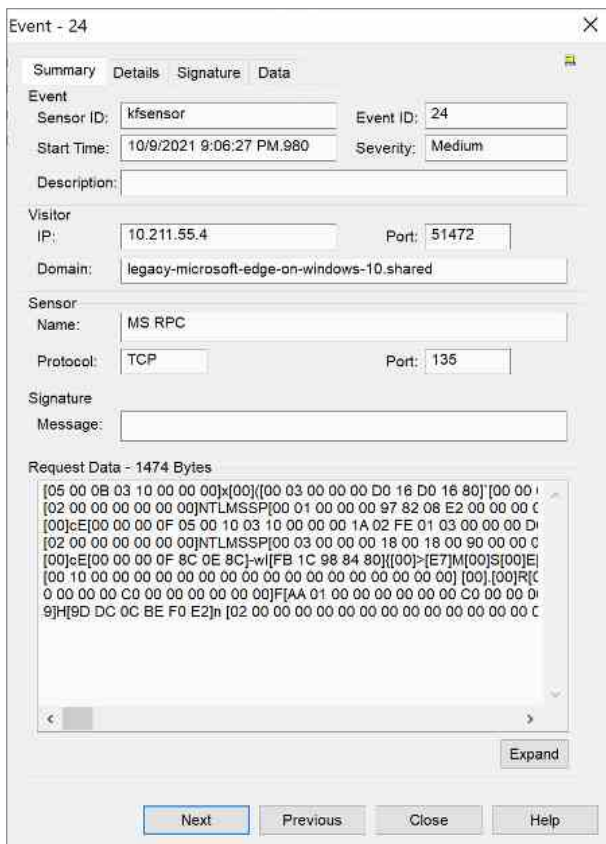 Event - 24
Summary Details Signature Data
Event
Sensor ID: kfsensor Event ID: 24
Start Time: 10/9/2021 9:06:27 PM.980 Severity: Medium
Description:
Visitor
IP: 10.211.55.4 Port: 51472
Domain: legacy-microsoft-edge-on-windows-10.shared
Sensor
Name: MS RPC
Protocol: TCP Port: 135
Signature
Message:
Request Data - 1474 Bytes
[05 00 0B 03 10 00 00 00]x[00]([00 03 00 00 00 D0 16 D0 16 80]`[00 00
[02 00 00 00 00 00 00 00]NTLMSSP[00 01 00 00 00 97 82 08 E2 00 00 00
[00]cE[00 00 00 0F 05 00 10 03 10 00 00 00 1A 02 FE 01 03 00 00 00
[02 00 00 00 00 00 00 00]NTLMSSP[00 03 00 00 00 18 00 18 00 90 00 00
[00]cE[00 00 00 0F 8C 0E 8C]-wI[FB 1C 98 84 80]{[00]>[E7]M[00]S[00]E[
[00 10 00 00 00 00 00 00 00 00 00 00 00 00 00 00 00] [00].[00]R[
0 00 00 00 C0 00 00 00 00 00 00]F[AA 01 00 00 00 00 00 C0 00 00
9]H[9D DC 0C BE F0 E2]n [02 00 00 00 00 00 00 00 00 00 00 00 00 00
Expand
Next Previous Close Help